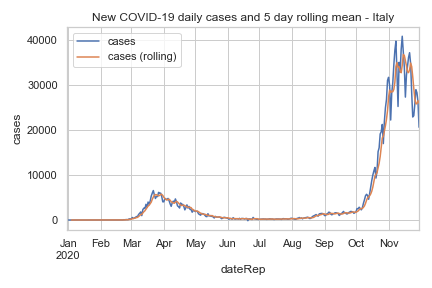 New COVID-19 daily cases and 5 day rolling mean - Italy
cases
cases (rolling)
40000
30000
20000
10000
0
cases
Jan Feb Mar Apr May Jun Jul Aug Sep Oct Nov
2020
dateRep